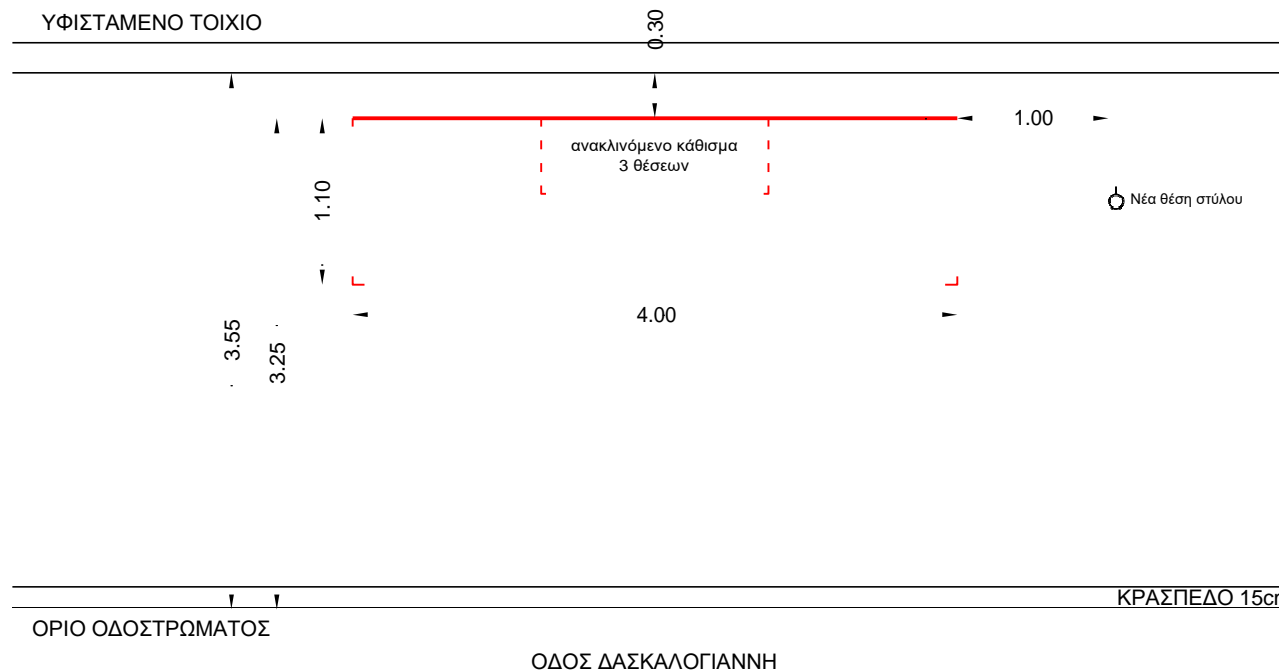 ΥΦΙΣΤΑΜΕΝΟ ΤΟΙΧΙΟ
0.30
1.00
ανακλινόμενο κάθισμα
3 θέσεων
1.10
Νέα θέση στύλου
4.00
3.55
3.25
ΚΡΑΣΠΕΔΟ 15cm
ΟΡΙΟ ΟΔΟΣΤΡΩΜΑΤΟΣ
ΟΔΟΣ ΔΑΣΚΑΛΟΓΙΑΝΝΗ